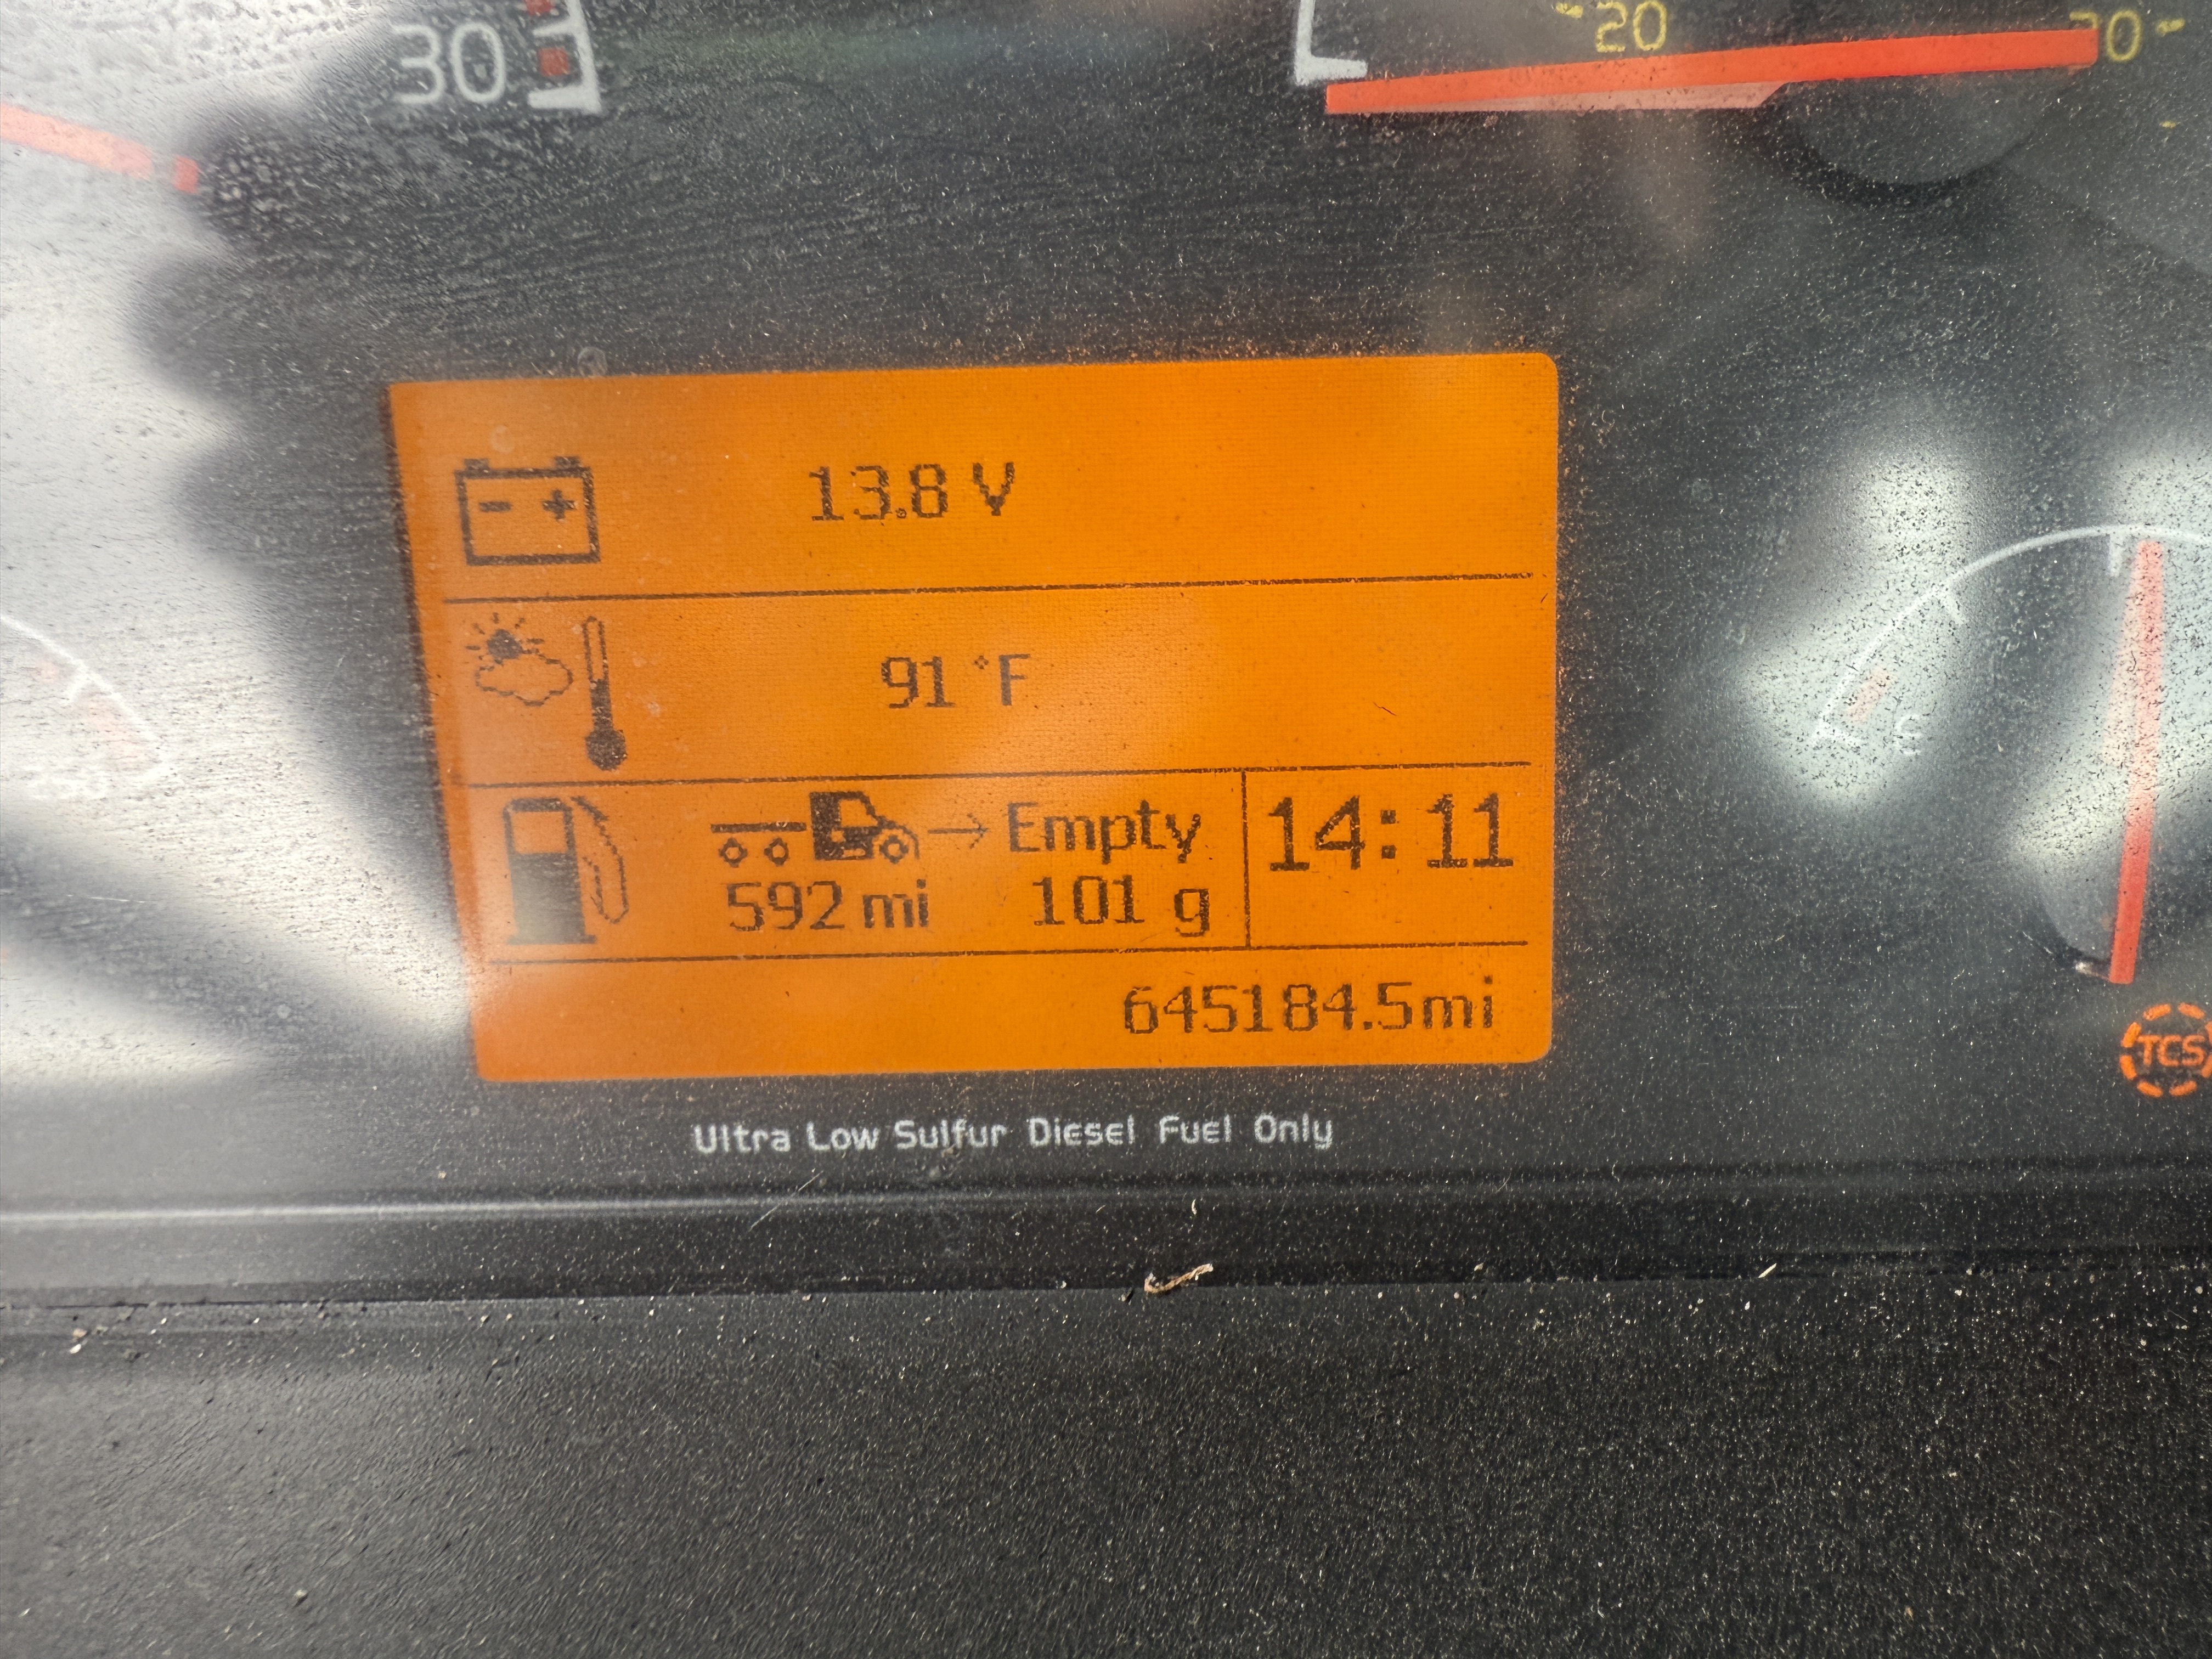 30
-20
13.8 V
91 °F
Empty
14:11
592 mi
101 g
645184.5mi
TCS
Ultra Low Sulfur Diesel Fuel Only